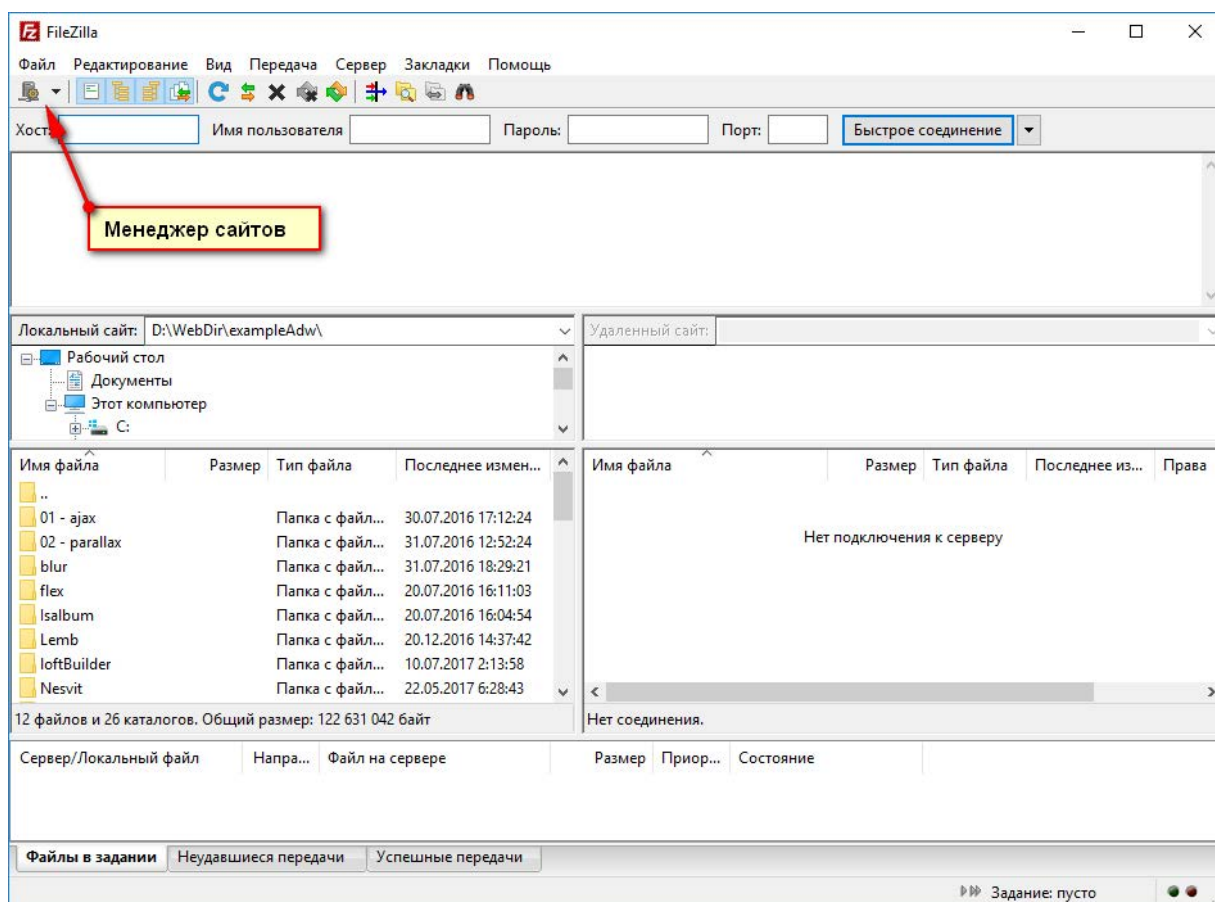 FileZilla
Файл Редактирование Вид Передача Сервер Закладки Помощь
Хост: Имя пользователя Пароль: Порт: Быстрое соединение
Менеджер сайтов
Локальный сайт: D:\WebDir\exampleAdw\
Удаленный сайт:
Рабочий стол
Документы
Этот компьютер
C:
Имя файла Размер Тип файла Последнее измен...
..
01 - ajax Папка с файл... 30.07.2016 17:12:24
02 - parallax Папка с файл... 31.07.2016 12:52:24
blur Папка с файл... 31.07.2016 18:29:21
flex Папка с файл... 20.07.2016 16:11:03
lsalbum Папка с файл... 20.07.2016 16:04:54
Lemb Папка с файл... 20.12.2016 14:37:42
loftBuilder Папка с файл... 10.07.2017 2:13:58
Nesvit Папка с файл... 22.05.2017 6:28:43
12 файлов и 26 каталогов. Общий размер: 122 631 042 байт
Имя файла Размер Тип файла Последнее из... Права
Нет подключения к серверу
Нет соединения.
Сервер/Локальный файл Напра... Файл на сервере Размер Приор... Состояние
Файлы в задании Неудавшиеся передачи Успешные передачи
Задание: пусто